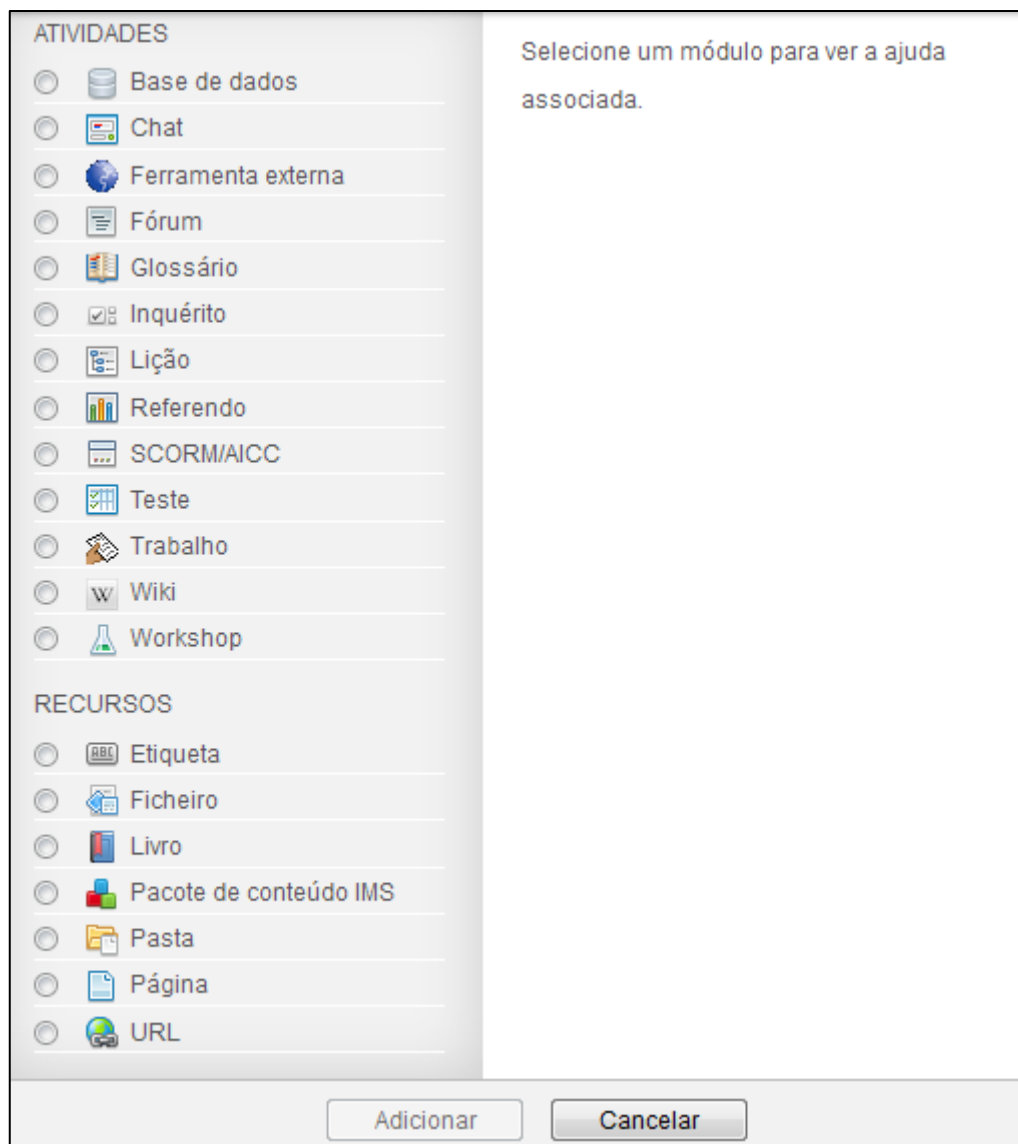 ATIVIDADES
Base de dados
Chat
Ferramenta externa
Fórum
Glossário
Inquérito
Lição
Referendo
SCORM/AICC
Teste
Trabalho
W Wiki
Workshop
RECURSOS
ABC Etiqueta
Ficheiro
Livro
Pacote de conteúdo IMS
Pasta
Página
URL
Selecione um módulo para ver a ajuda
associada.
Adicionar
Cancelar